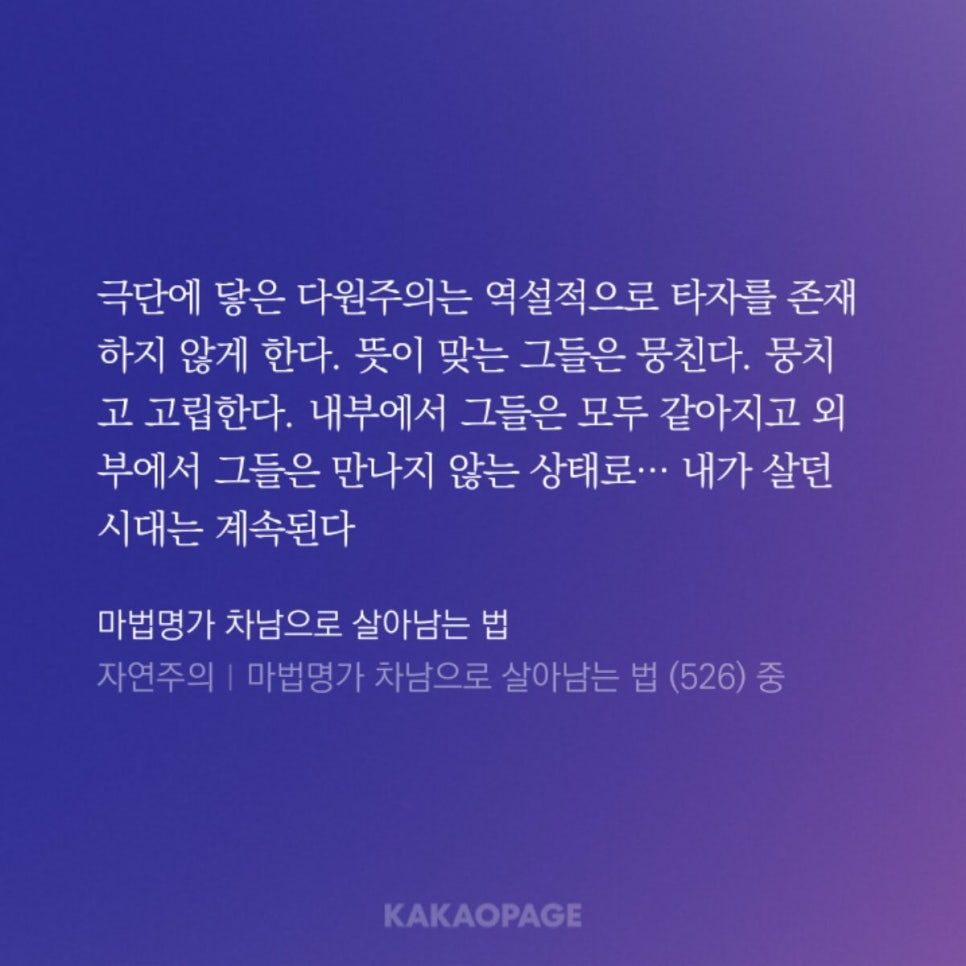 극단에 닿은 다원주의는 역설적으로 타자를 존재
하지 않게 한다. 뜻이 맞는 그들은 뭉친다. 뭉치
고 고립한다. 내부에서 그들은 모두 같아지고 외
부에서 그들은 만나지 않는 상태로… 내가 살던
시대는 계속된다
마법명가 차남으로 살아남는 법
자연주의 | 마법명가 차남으로 살아남는 법 (526) 중
KAKAOPAGE